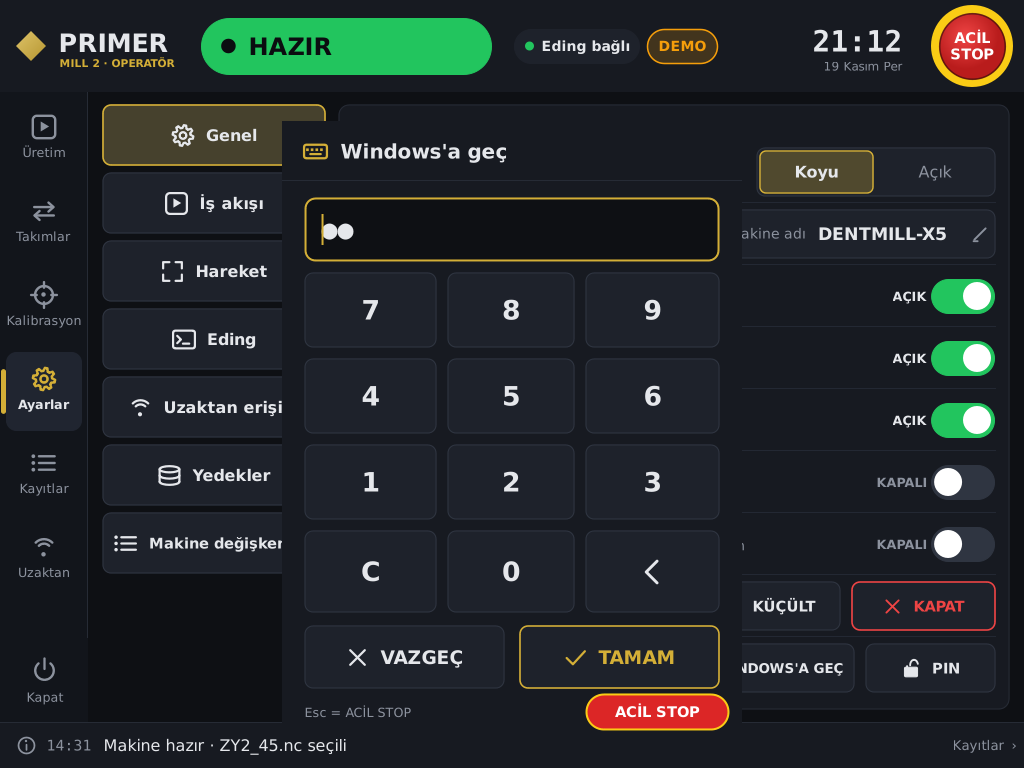 PRIMER
MILL 2 · OPERATÖR
HAZIR
Eding bağlı
DEMO
21:12
19 Kasım Per
ACİL
STOP
Üretim
Takımlar
Kalibrasyon
Ayarlar
Kayıtlar
Uzaktan
Kapat
Genel
İş akışı
Hareket
Eding
Uzaktan erişi
Yedekler
Makine değişker
Windows'a geç
7
8
9
4
5
6
1
2
3
C
0
VAZGEÇ
TAMAM
Esc = ACİL STOP
ACİL STOP
Koyu
Açık
akine adı
DENTMILL-X5
AÇIK
AÇIK
AÇIK
KAPALI
KAPALI
KÜÇÜLT
KAPAT
NDOWS'A GEÇ
PIN
14:31
Makine hazır · ZY2_45.nc seçili
Kayıtlar ›